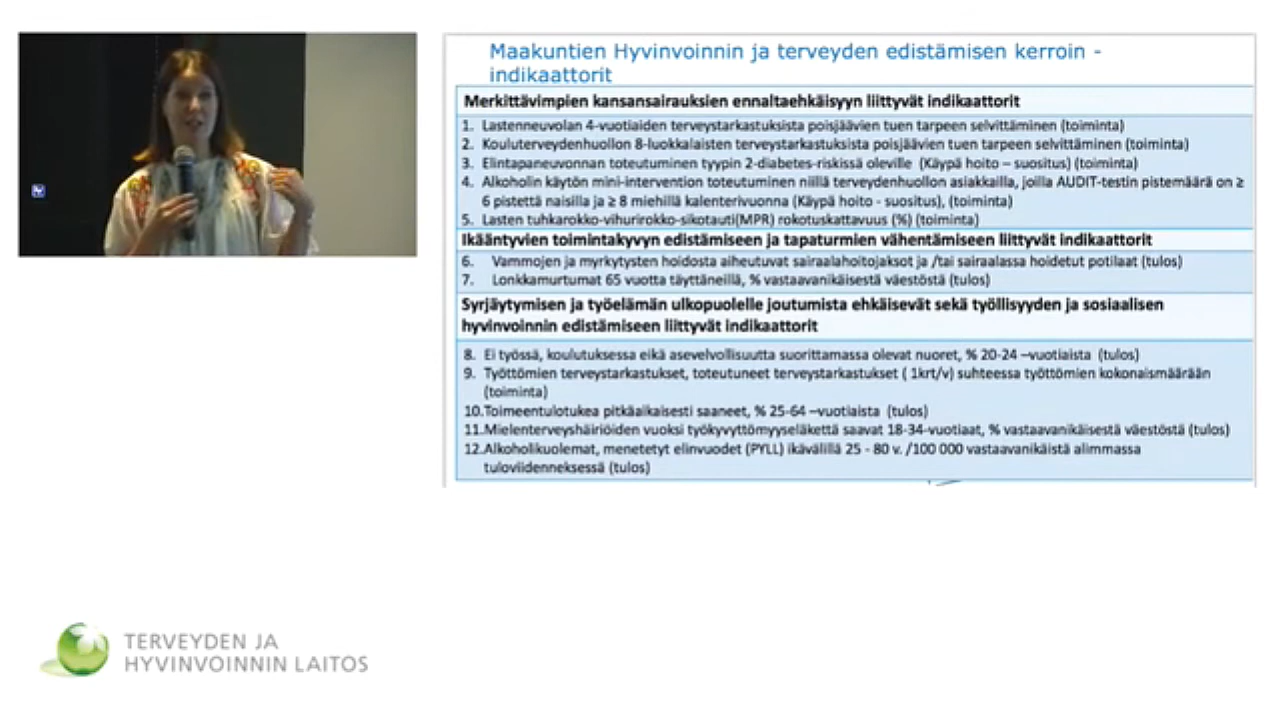 Maakuntien Hyvinvoinnin ja terveyden edistämisen kerroin -
indikaattorit
Merkittävimpien kansansairauksien ennaltaehkäisyyn liittyvät indikaattorit
1. Lastenneuvolan 4-vuotiaiden terveystarkastuksista poisjäävien tuen tarpeen selvittäminen (toiminta)
2. Kouluterveydenhuollon 8-luokkalaisten terveystarkastuksista poisjäävien tuen tarpeen selvittäminen (toiminta)
3. Elintapaneuvonnan toteutuminen tyypin 2-diabetes-riskissä oleville (Käypä hoito – suositus) (toiminta)
4. Alkoholin käytön mini-intervention toteutuminen niillä terveydenhuollon asiakkailla, joilla AUDIT-testin pistemäärä on ≥
6 pistettä naisilla ja ≥ 8 miehillä kalenterivuonna (Käypä hoito - suositus), (toiminta)
5. Lasten tuhkarokko-vihurirokko-sikotauti(MPR) rokotuskattavuus (%) (toiminta)
Ikääntyvien toimintakyvyn edistämiseen ja tapaturmien vähentämiseen liittyvät indikaattorit
6. Vammojen ja myrkytysten hoidosta aiheutuvat sairaalahoitojaksot ja /tai sairaalassa hoidetut potilaat (tulos)
7. Lonkkamurtumat 65 vuotta täyttäneillä, % vastaavanikäisestä väestöstä (tulos)
Syrjäytymisen ja työelämän ulkopuolelle joutumista ehkäisevät sekä työllisyyden ja sosiaalisen
hyvinvoinnin edistämiseen liittyvät indikaattorit
8. Ei työssä, koulutuksessa eikä asevelvollisuutta suorittamassa olevat nuoret, % 20-24 –vuotiaista (tulos)
9. Työttömien terveystarkastukset, toteutuneet terveystarkastukset ( 1krt/v) suhteessa työttömien kokonaismäärään
(toiminta)
10.Toimeentulotukea pitkäaikaisesti saaneet, % 25-64 –vuotiaista (tulos)
11.Mielenterveyshäiriöiden vuoksi työkyvyttömyyseläkettä saavat 18-34-vuotiaat, % vastaavanikäisestä väestöstä (tulos)
12.Alkoholikuolemat, menetetyt elinvuodet (PYLL) ikävälillä 25 - 80 v. /100 000 vastaavanikäistä alimmassa
tuloviidenneksessä (tulos)
TERVEYDEN JA
HYVINVOINNIN LAITOS